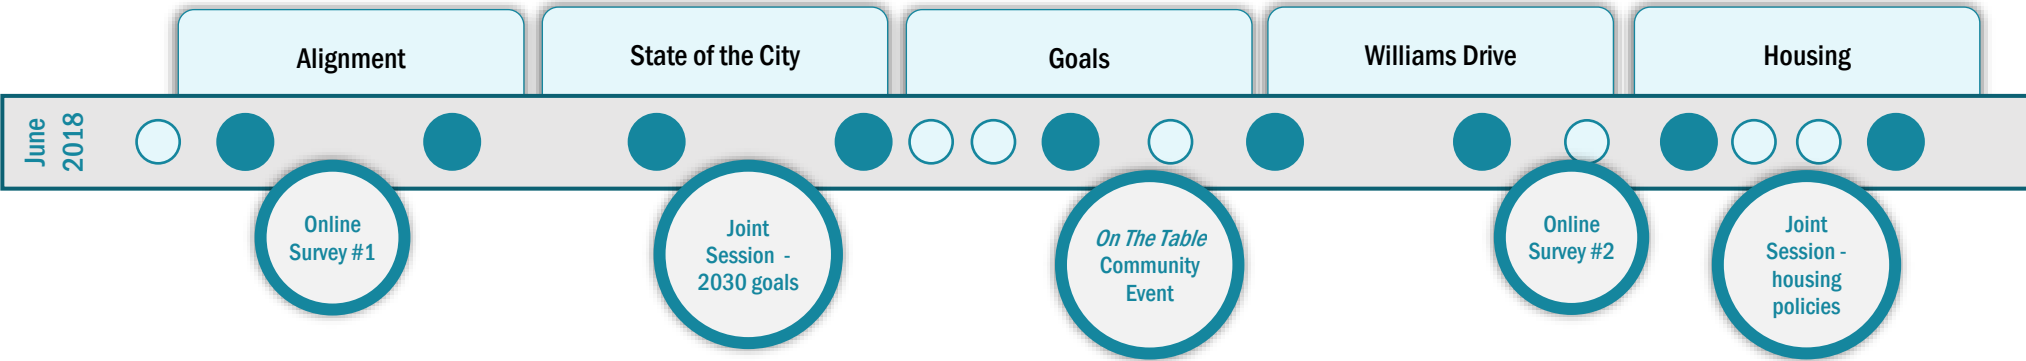 Alignment
State of the City
Goals
Williams Drive
Housing
June
2018
Online
Survey #1
Joint
Session -
2030 goals
On The Table
Community
Event
Online
Survey #2
Joint
Session -
housing
policies